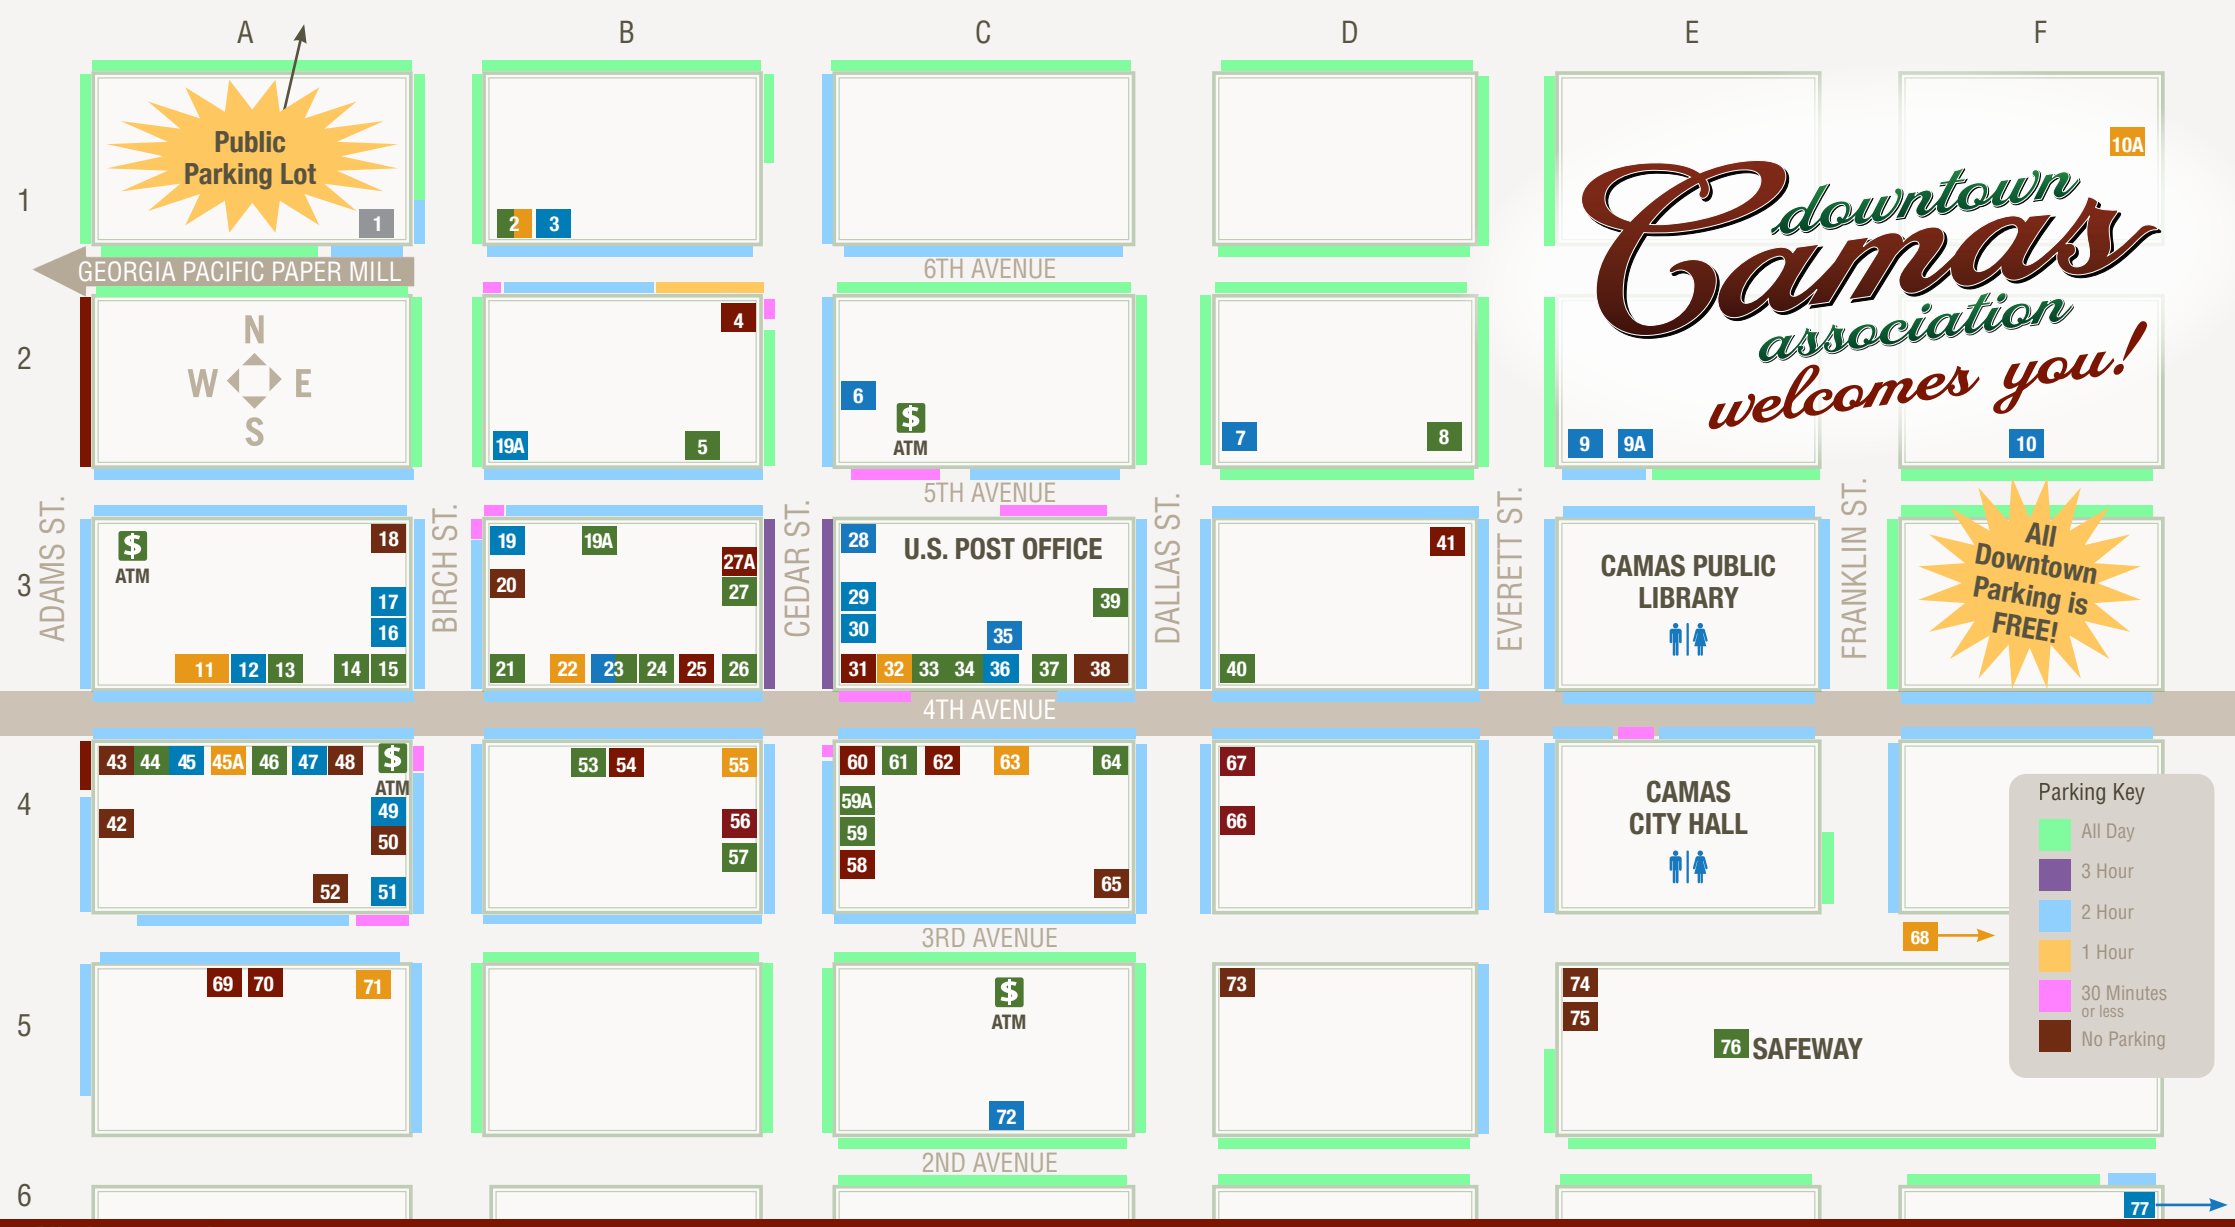 A B C D E F
1
Public
Parking Lot
1
2 3
10A
downtown
Camas
association
welcomes you!
GEORGIA PACIFIC PAPER MILL
6TH AVENUE
2
N
W E
S
4
19A 5
6
$
ATM
7 8
9 9A
10
5TH AVENUE
ADAMS ST.
BIRCH ST.
CEDAR ST.
DALLAS ST.
EVERETT ST.
FRANKLIN ST.
3
$
ATM
18
17
16
11 12 13 14 15
19 19A
20
27A
27
21 22 23 24 25 26
28
U.S. POST OFFICE
29
30
39
35
31 32 33 34 36 37 38
41
40
CAMAS PUBLIC
LIBRARY
All
Downtown
Parking is
FREE!
4TH AVENUE
4
43 44 45 45A 46 47 48
$
ATM
49
42
50
52 51
53 54 55
56
57
60 61 62 63 64
59A
59
58
65
67
66
CAMAS
CITY HALL
Parking Key
All Day
3 Hour
2 Hour
1 Hour
30 Minutes
or less
No Parking
3RD AVENUE
68
5
69 70 71
$
ATM
72
73
74
75
76 SAFEWAY
2ND AVENUE
6
77